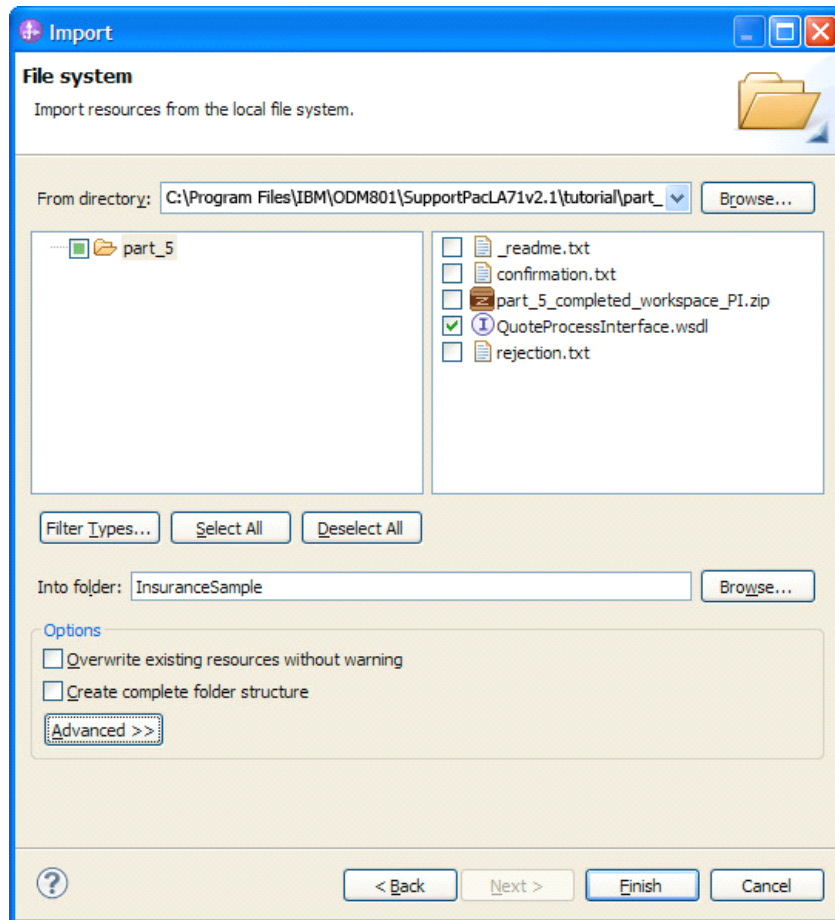 Import
File system
Import resources from the local file system.
From directory: C:\Program Files\IBM\ODM801\SupportPacLA71v2.1\tutorial\part_ Browse...
part_5
_readme.txt
confirmation.txt
part_5_completed_workspace_PI.zip
QuoteProcessInterface.wsdl
rejection.txt
Filter Types... Select All Deselect All
Into folder: InsuranceSample Browse...
Options
Overwrite existing resources without warning
Create complete folder structure
Advanced >>
? < Back Next > Finish Cancel